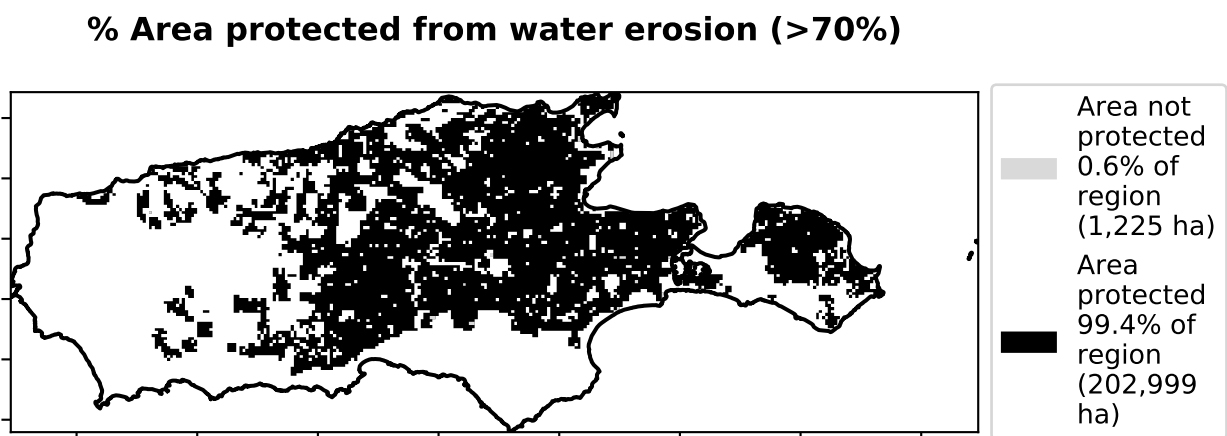 % Area protected from water erosion (>70%)
Area not
protected
0.6% of
region
(1,225 ha)
Area
protected
99.4% of
region
(202,999
ha)